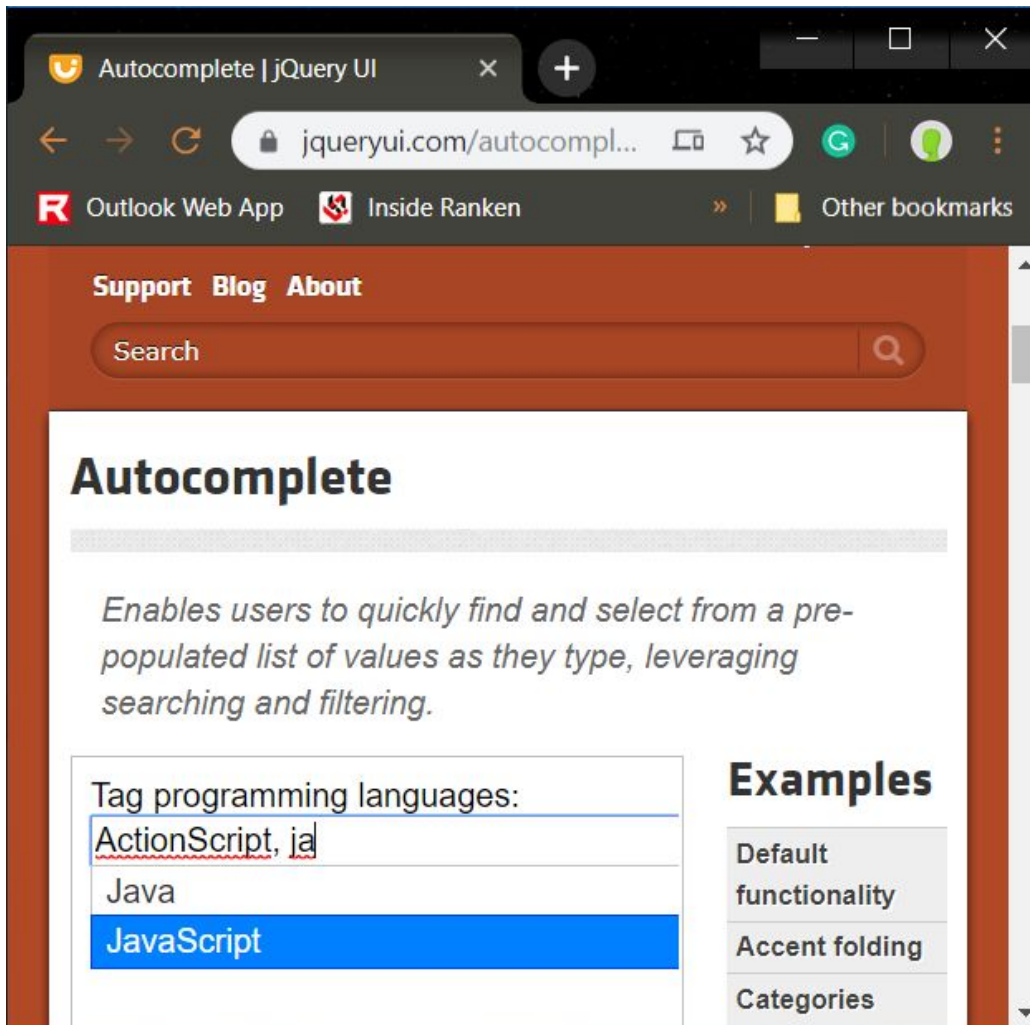 Autocomplete | jQuery UI
jqueryui.com/autocompl...
Outlook Web App Inside Ranken » Other bookmarks
Support Blog About
Search
Autocomplete
Enables users to quickly find and select from a pre-
populated list of values as they type, leveraging
searching and filtering.
Tag programming languages:
ActionScript, ja
Java
JavaScript
Examples
Default
functionality
Accent folding
Categories